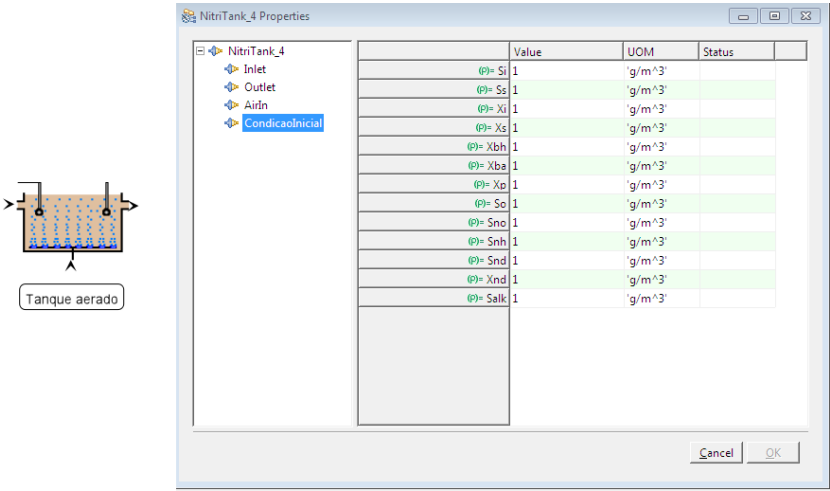 NitriTank_4 Properties
NitriTank_4
Inlet
Outlet
AirIn
CondicaoInicial
Value UOM Status
(P)= Si 1 'g/m^3'
(P)= Ss 1 'g/m^3'
(P)= Xi 1 'g/m^3'
(P)= Xs 1 'g/m^3'
(P)= Xbh 1 'g/m^3'
(P)= Xba 1 'g/m^3'
(P)= Xp 1 'g/m^3'
(P)= So 1 'g/m^3'
(P)= Sno 1 'g/m^3'
(P)= Snh 1 'g/m^3'
(P)= Snd 1 'g/m^3'
(P)= Xnd 1 'g/m^3'
(P)= Salk 1 'g/m^3'
Tanque aerado
Cancel OK